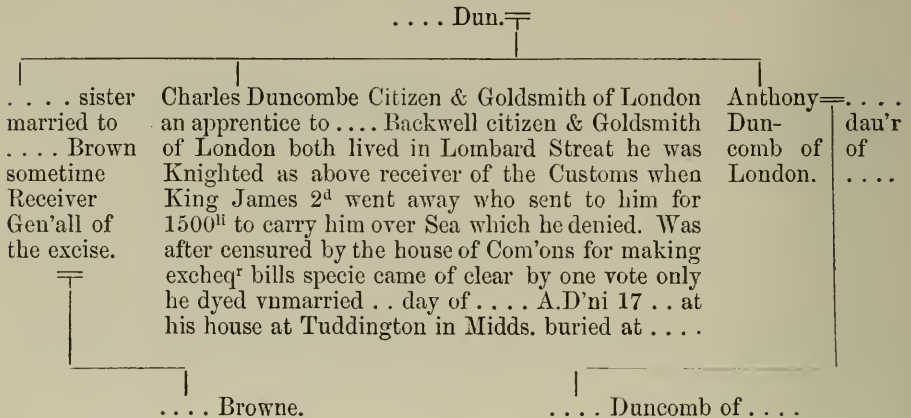 .... Dun.
.... sister
married to
.... Brown
sometime
Receiver
Gen'all of
the excise.
Charles Duncombe Citizen & Goldsmith of London
an apprentice to .... Backwell citizen & Goldsmith
of London both lived in Lombard Streat he was
Knighted as above receiver of the Customs when
King James 2d went away who sent to him for
1500li to carry him over Sea which he denied. Was
after censured by the house of Com'ons for making
excheqr bills specie came of clear by one vote only
he dyed vnmarried .. day of .... A.D'ni 17 .. at
his house at Tuddington in Midds. buried at ....
Anthony=....
Dun-
comb of
London.
dau'r
of
....
.... Browne.
.... Duncomb of ....